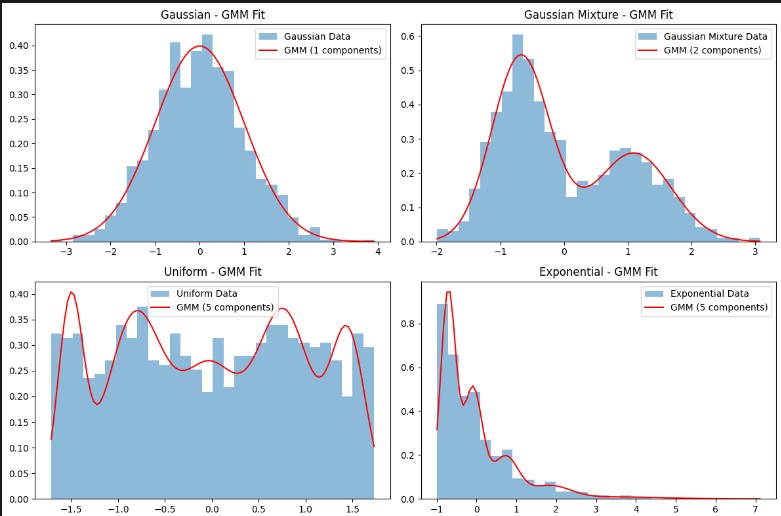 Gaussian - GMM Fit
Gaussian Data
GMM (1 components)
0.40
0.35
0.30
0.25
0.20
0.15
0.10
0.05
0.00
−3 −2 −1 0 1 2 3 4
Gaussian Mixture - GMM Fit
Gaussian Mixture Data
GMM (2 components)
0.6
0.5
0.4
0.3
0.2
0.1
0.0
−2 −1 0 1 2 3
Uniform - GMM Fit
Uniform Data
GMM (5 components)
0.40
0.35
0.30
0.25
0.20
0.15
0.10
0.05
0.00
−1.5 −1.0 −0.5 0.0 0.5 1.0 1.5
Exponential - GMM Fit
Exponential Data
GMM (5 components)
0.8
0.6
0.4
0.2
0.0
−1 0 1 2 3 4 5 6 7